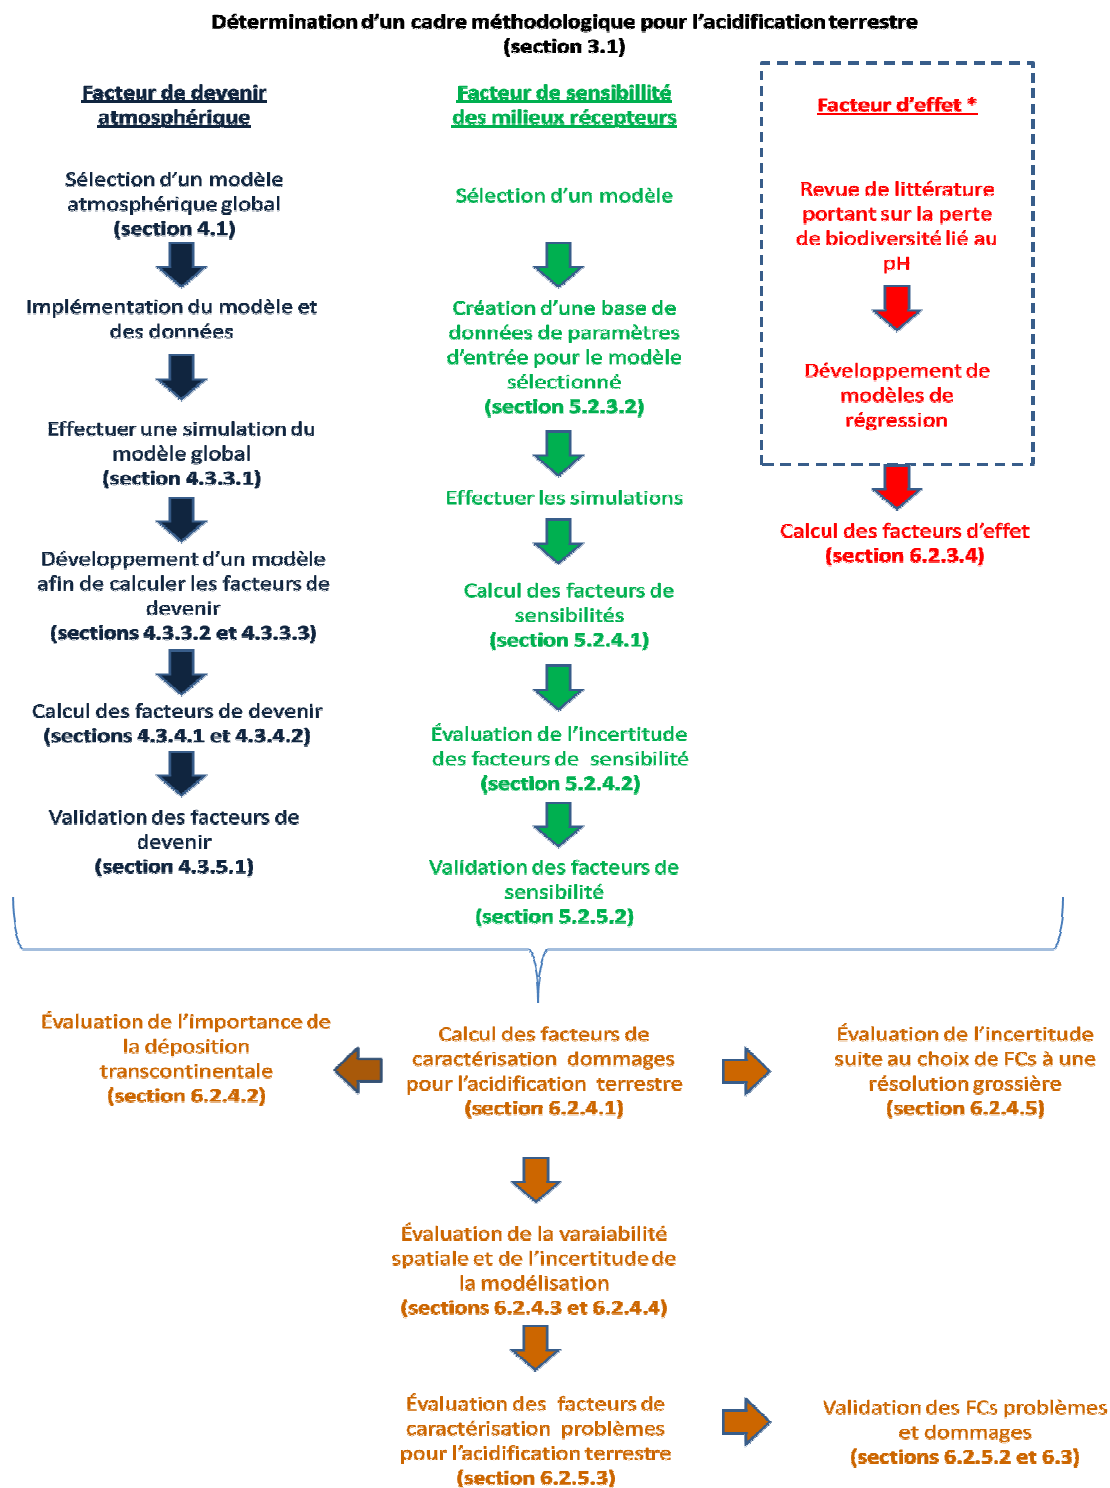 Détermination d'un cadre méthodologique pour l'acidification terrestre
(section 3.1)
Facteur de devenir
atmosphérique
Sélection d'un modèle
atmosphérique global
(section 4.1)
Implémentation du modèle et
des données
Effectuer une simulation du
modèle global
(section 4.3.3.1)
Développement d'un modèle
afin de calculer les facteurs de
devenir
(sections 4.3.3.2 et 4.3.3.3)
Calcul des facteurs de devenir
(sections 4.3.4.1 et 4.3.4.2)
Validation des facteurs de
devenir
(section 4.3.5.1)
Facteur de sensibillité
des milieux récepteurs
Sélection d'un modèle
Création d'une base de
données de paramètres
d'entrée pour le modèle
sélectionné
(section 5.2.3.2)
Effectuer les simulations
Calcul des facteurs de
sensibilités
(section 5.2.4.1)
Évaluation de l'incertitude
des facteurs de sensibilité
(section 5.2.4.2)
Validation des facteurs de
sensibilité
(section 5.2.5.2)
Facteur d'effet *
Revue de littérature
portant sur la perte
de biodiversité lié au
pH
Développement de
modèles de
régression
Calcul des facteurs d'effet
(section 6.2.3.4)
Évaluation de l'importance de
la déposition
transcontinentale
(section 6.2.4.2)
Calcul des facteurs de
caractérisation dommages
pour l'acidification terrestre
(section 6.2.4.1)
Évaluation de l'incertitude
suite au choix de FCs à une
résolution grossière
(section 6.2.4.5)
Évaluation de la varaiabilité
spatiale et de l'incertitude de
la modélisation
(sections 6.2.4.3 et 6.2.4.4)
Évaluation des facteurs de
caractérisation problèmes
pour l'acidification terrestre
(section 6.2.5.3)
Validation des FCs problèmes
et dommages
(sections 6.2.5.2 et 6.3)